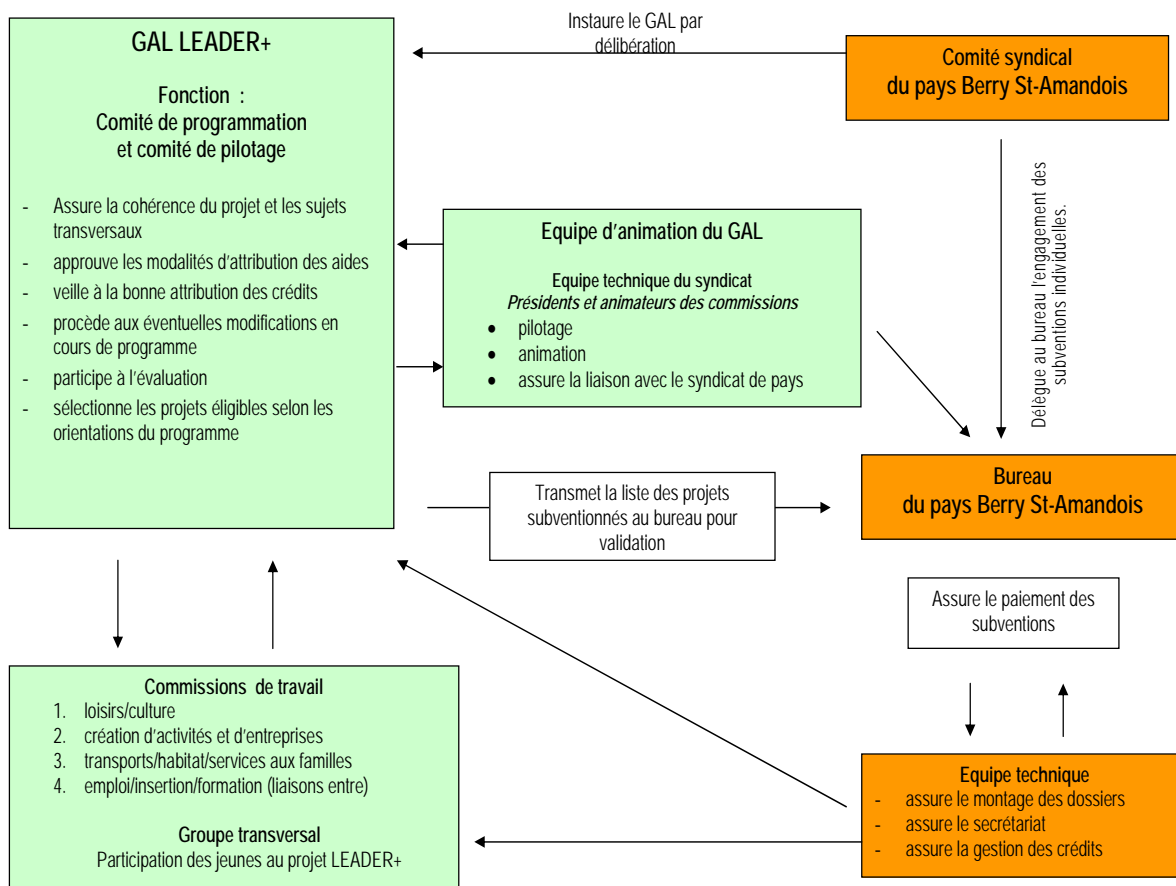 Instaure le GAL par
délibération
GAL LEADER+
Fonction :
Comité de programmation
et comité de pilotage
- Assure la cohérence du projet et les sujets
transversaux
- approuve les modalités d'attribution des aides
- veille à la bonne attribution des crédits
- procède aux éventuelles modifications en
cours de programme
- participe à l'évaluation
- sélectionne les projets éligibles selon les
orientations du programme
Comité syndical
du pays Berry St-Amandois
Délègue au bureau l'engagement des
subventions individuelles.
Equipe d'animation du GAL
Equipe technique du syndicat
Présidents et animateurs des commissions
• pilotage
• animation
• assure la liaison avec le syndicat de pays
Transmet la liste des projets
subventionnés au bureau pour
validation
Bureau
du pays Berry St-Amandois
Assure le paiement des
subventions
Commissions de travail
1. loisirs/culture
2. création d'activités et d'entreprises
3. transports/habitat/services aux familles
4. emploi/insertion/formation (liaisons entre)
Groupe transversal
Participation des jeunes au projet LEADER+
Equipe technique
- assure le montage des dossiers
- assure le secrétariat
- assure la gestion des crédits